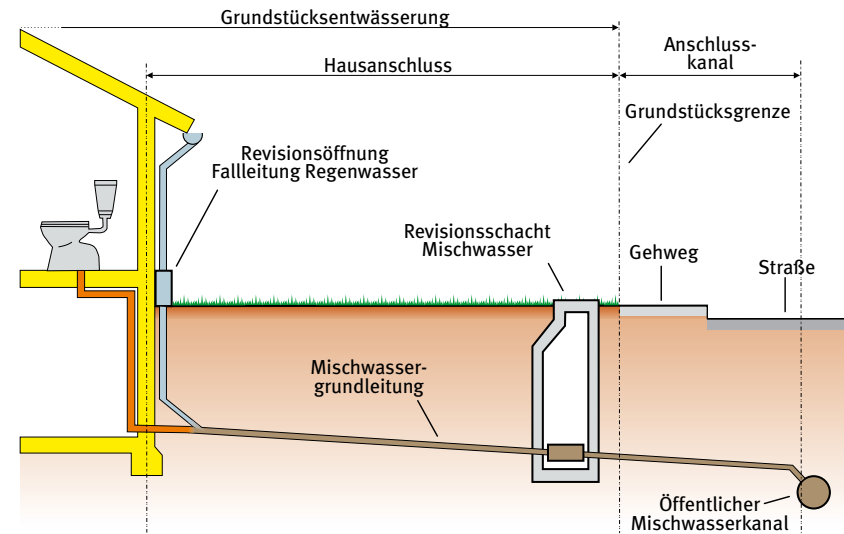 Grundstücksentwässerung
Hausanschluss
Anschluss-
kanal
Grundstücksgrenze
Revisionsöffnung
Fallleitung Regenwasser
Revisionsschacht
Mischwasser
Gehweg
Straße
Mischwasser-
grundleitung
Öffentlicher
Mischwasserkanal